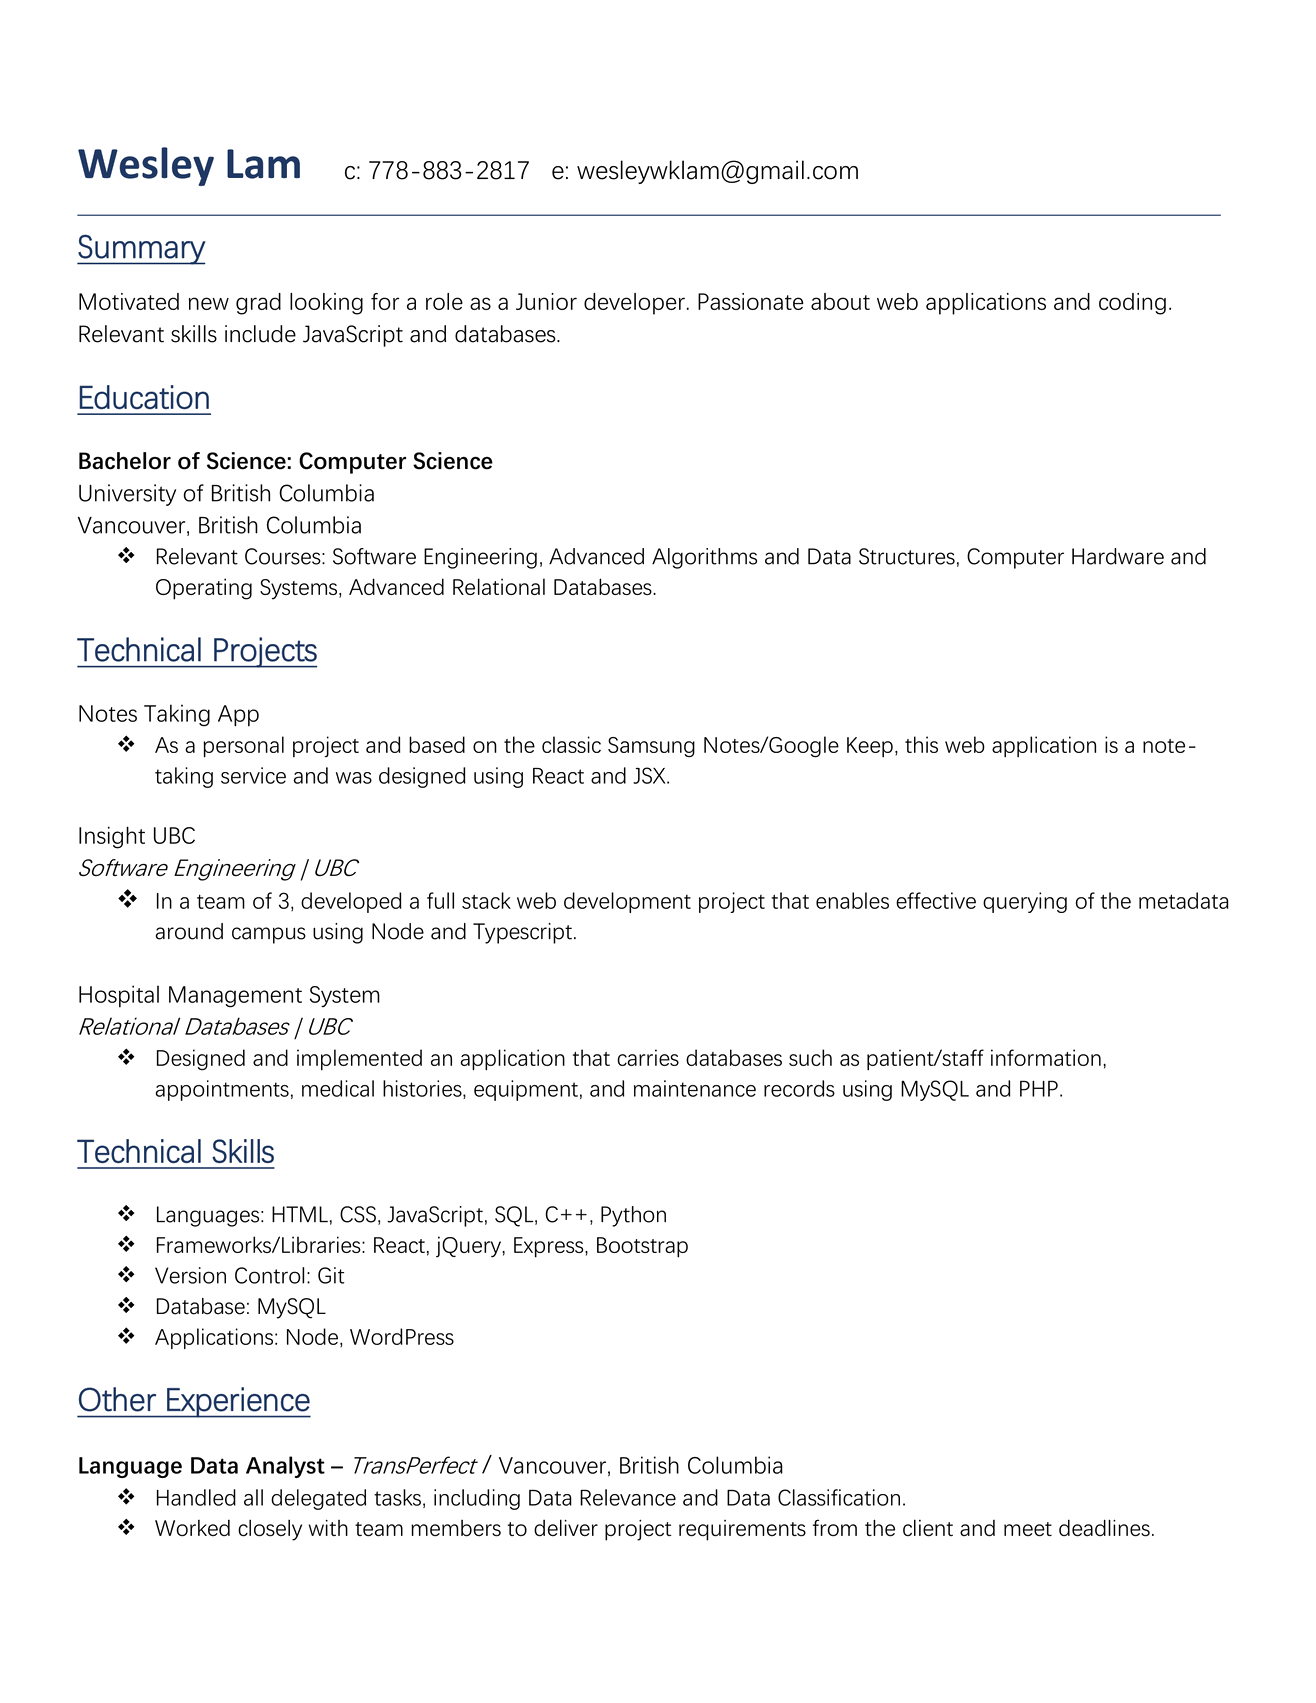 Wesley Lam c: 778-883-2817 e: wesleywklam@gmail.com
Summary
Motivated new grad looking for a role as a Junior developer. Passionate about web applications and coding.
Relevant skills include JavaScript and databases.
Education
Bachelor of Science: Computer Science
University of British Columbia
Vancouver, British Columbia
❖ Relevant Courses: Software Engineering, Advanced Algorithms and Data Structures, Computer Hardware and
Operating Systems, Advanced Relational Databases.
Technical Projects
Notes Taking App
❖ As a personal project and based on the classic Samsung Notes/Google Keep, this web application is a note-
taking service and was designed using React and JSX.
Insight UBC
Software Engineering / UBC
❖ In a team of 3, developed a full stack web development project that enables effective querying of the metadata
around campus using Node and Typescript.
Hospital Management System
Relational Databases / UBC
❖ Designed and implemented an application that carries databases such as patient/staff information,
appointments, medical histories, equipment, and maintenance records using MySQL and PHP.
Technical Skills
❖ Languages: HTML, CSS, JavaScript, SQL, C++, Python
❖ Frameworks/Libraries: React, jQuery, Express, Bootstrap
❖ Version Control: Git
❖ Database: MySQL
❖ Applications: Node, WordPress
Other Experience
Language Data Analyst – TransPerfect / Vancouver, British Columbia
❖ Handled all delegated tasks, including Data Relevance and Data Classification.
❖ Worked closely with team members to deliver project requirements from the client and meet deadlines.